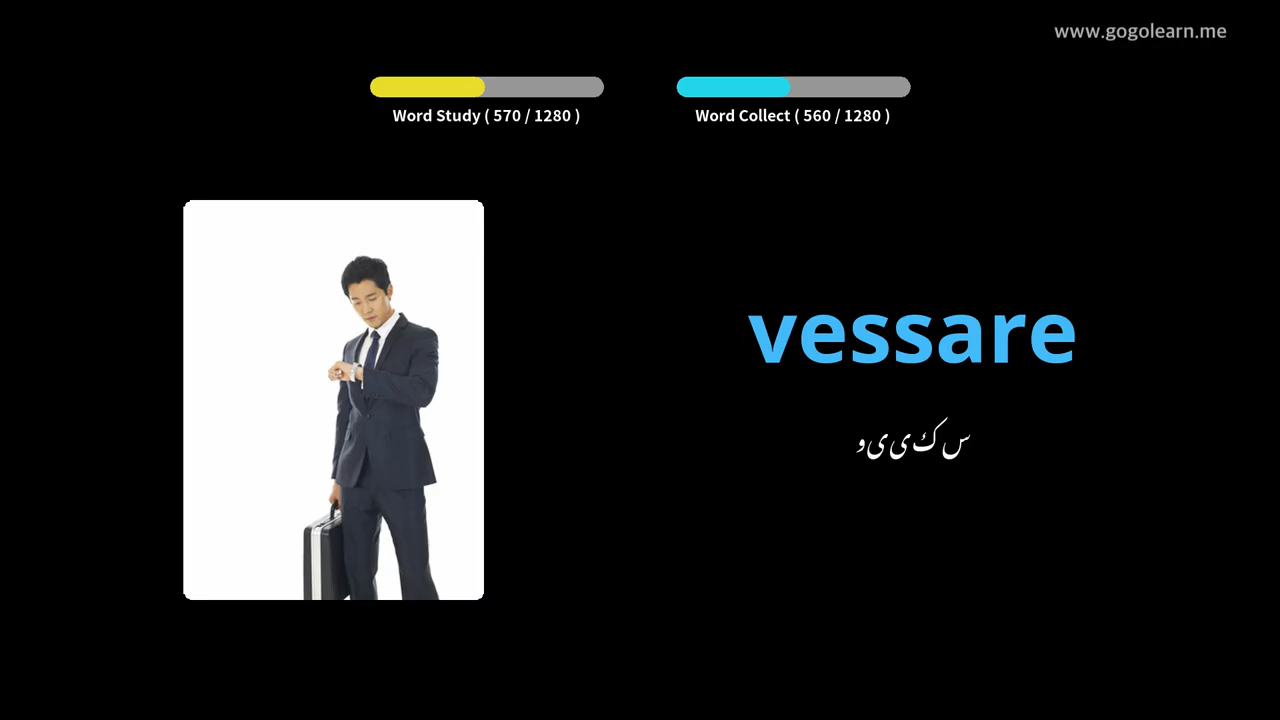 www.gogolearn.me
Word Study ( 570 / 1280 )
Word Collect ( 560 / 1280 )
vessare
س ك ی ی و